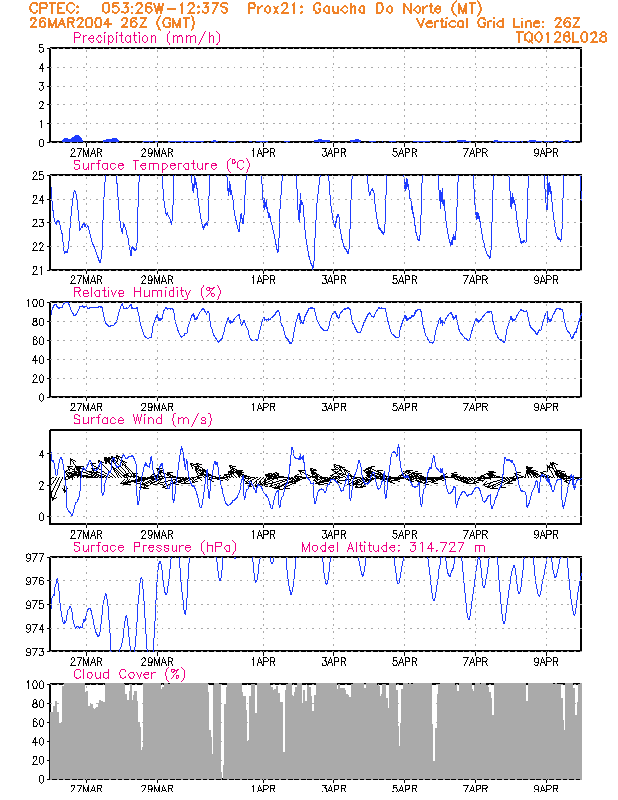 CPTEC: 053:26W-12:37S Prox21: Gaucha Do Norte (MT)
26MAR2004 26Z (GMT) Vertical Grid Line: 26Z
Precipitation (mm/h) TQ0126L028
5
4
3
2
1
0
27MAR 29MAR 1APR 3APR 5APR 7APR 9APR
Surface Temperature (ºC)
25
24
23
22
21
27MAR 29MAR 1APR 3APR 5APR 7APR 9APR
Relative Humidity (%)
100
80
60
40
20
0
27MAR 29MAR 1APR 3APR 5APR 7APR 9APR
Surface Wind (m/s)
4
2
0
27MAR 29MAR 1APR 3APR 5APR 7APR 9APR
Surface Pressure (hPa) Model Altitude: 314.727 m
977
976
975
974
973
27MAR 29MAR 1APR 3APR 5APR 7APR 9APR
Cloud Cover (%)
100
80
60
40
20
0
27MAR 29MAR 1APR 3APR 5APR 7APR 9APR